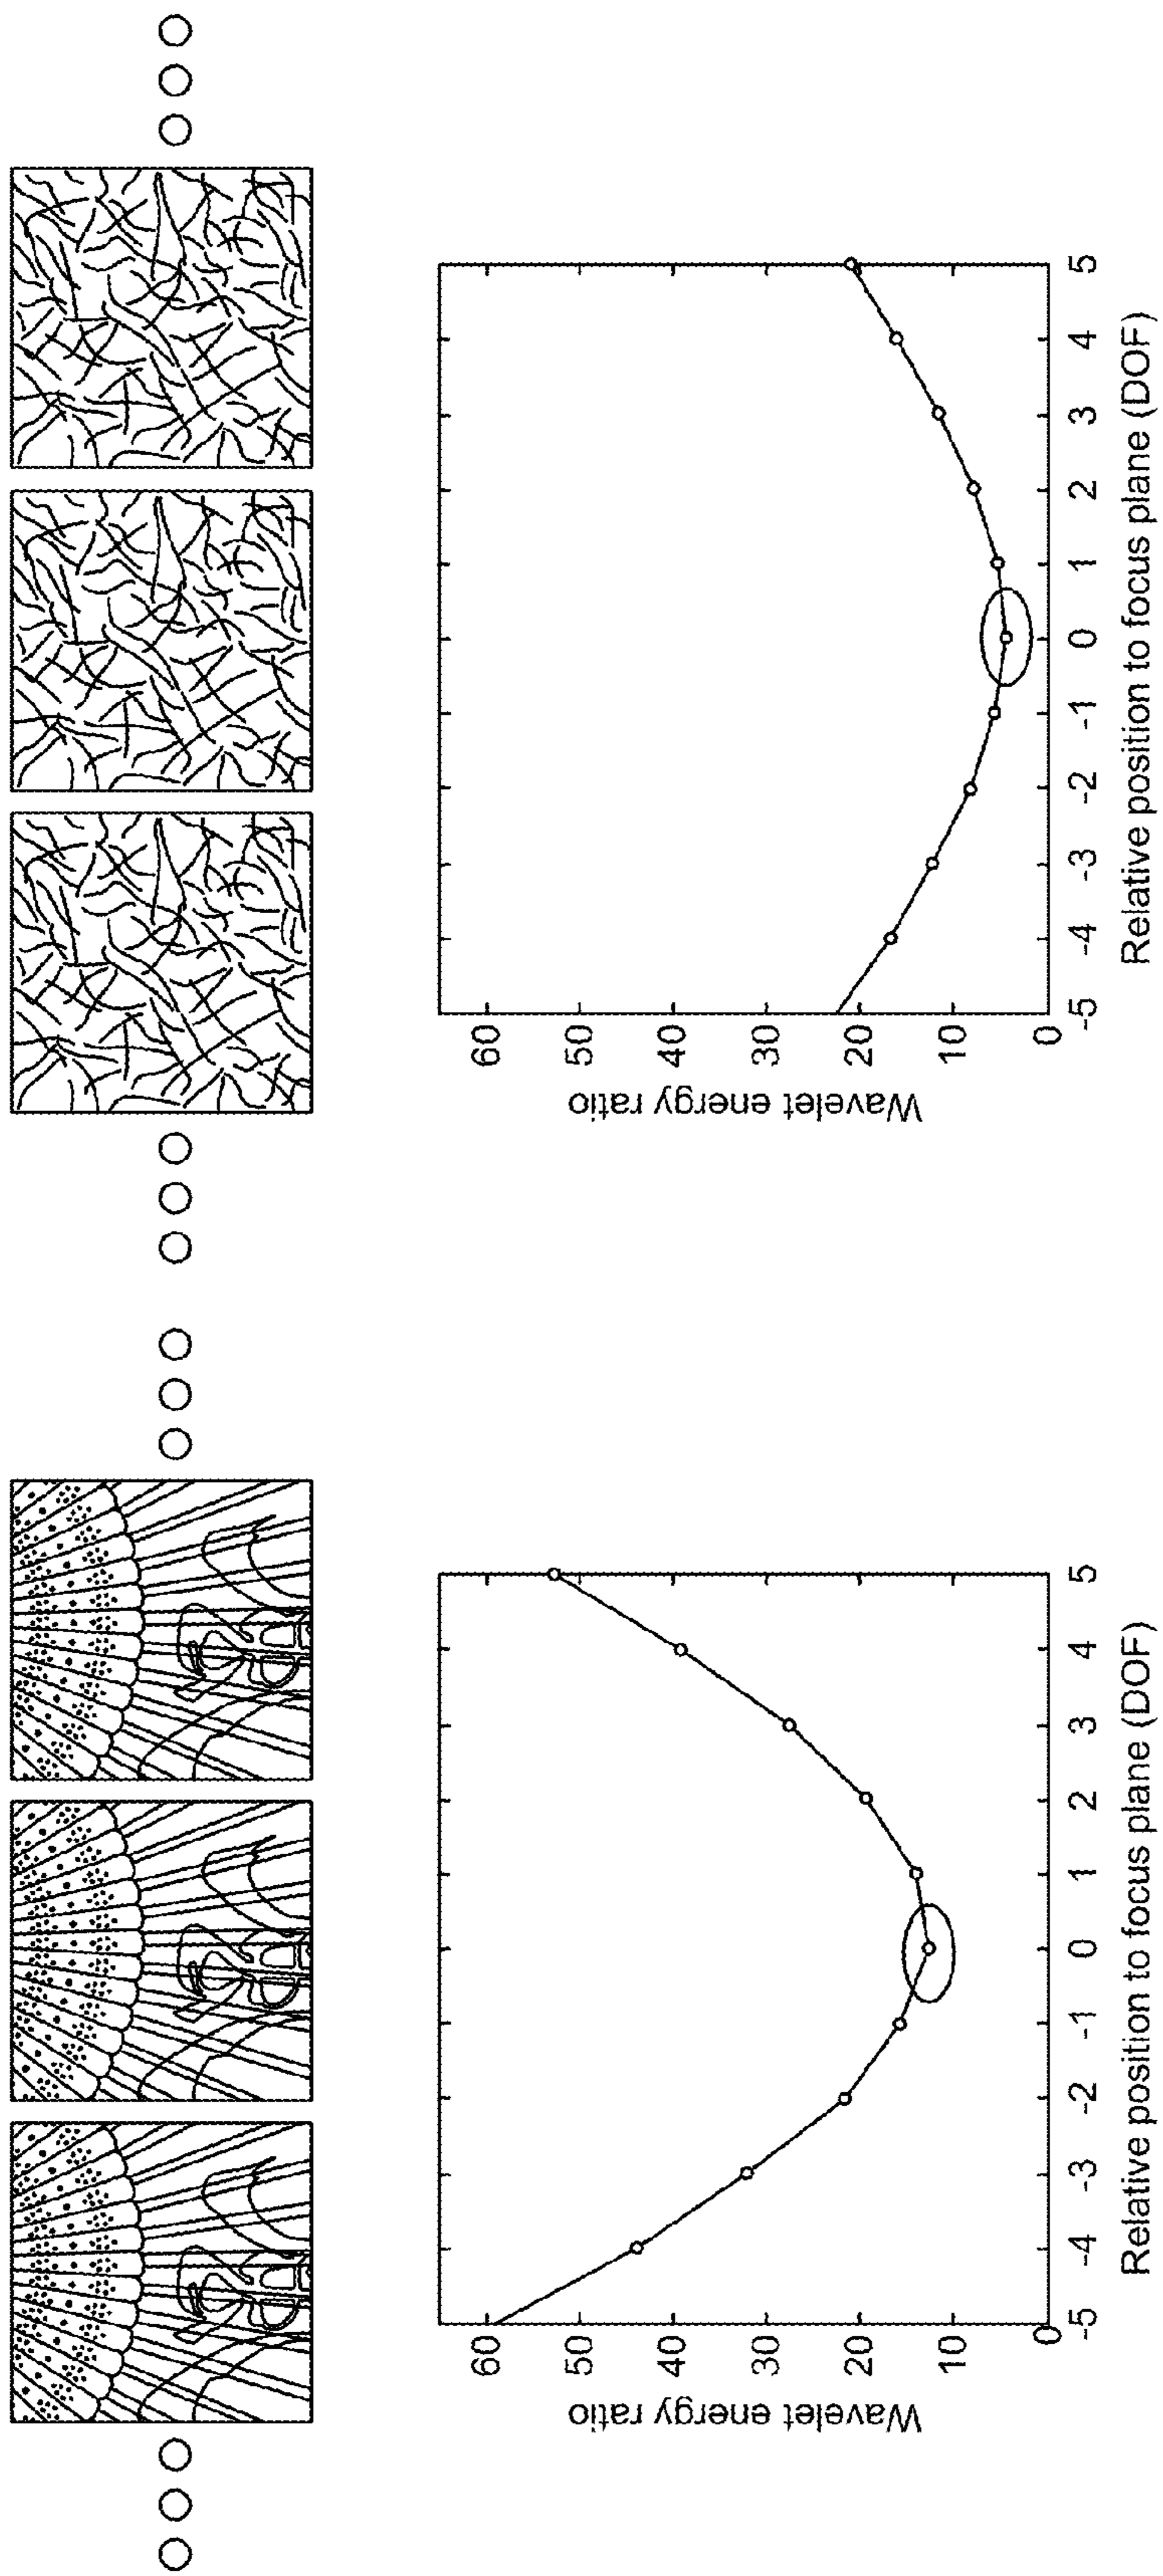 Wavelet energy ratio
60
50
40
30
20
10
0
-5 -4 -3 -2 -1 0 1 2 3 4 5
Relative position to focus plane (DOF)
Wavelet energy ratio
60
50
40
30
20
10
0
-5 -4 -3 -2 -1 0 1 2 3 4 5
Relative position to focus plane (DOF)